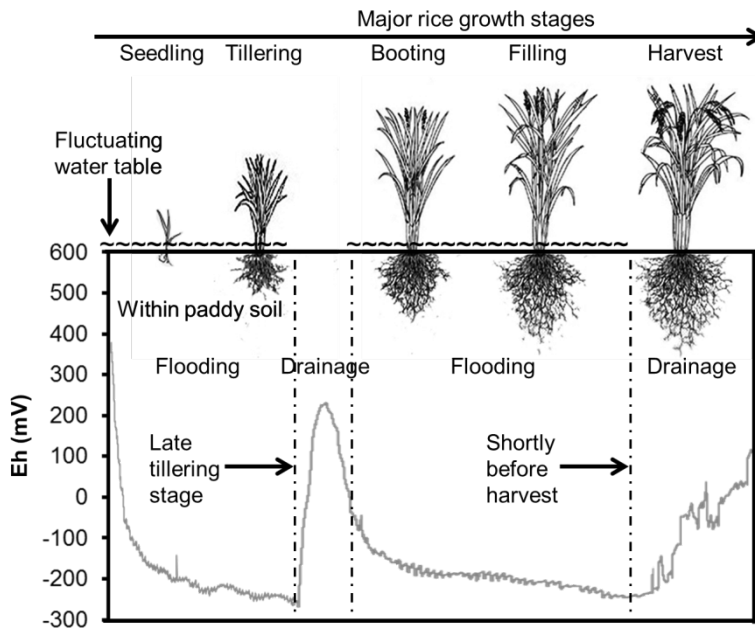 Major rice growth stages
Seedling Tillering Booting Filling Harvest
Fluctuating
water table
600
500
400
300
200
100
0
-100
-200
-300
Eh (mV)
Within paddy soil
Flooding Drainage Flooding Drainage
Late
tillering
stage
Shortly
before
harvest